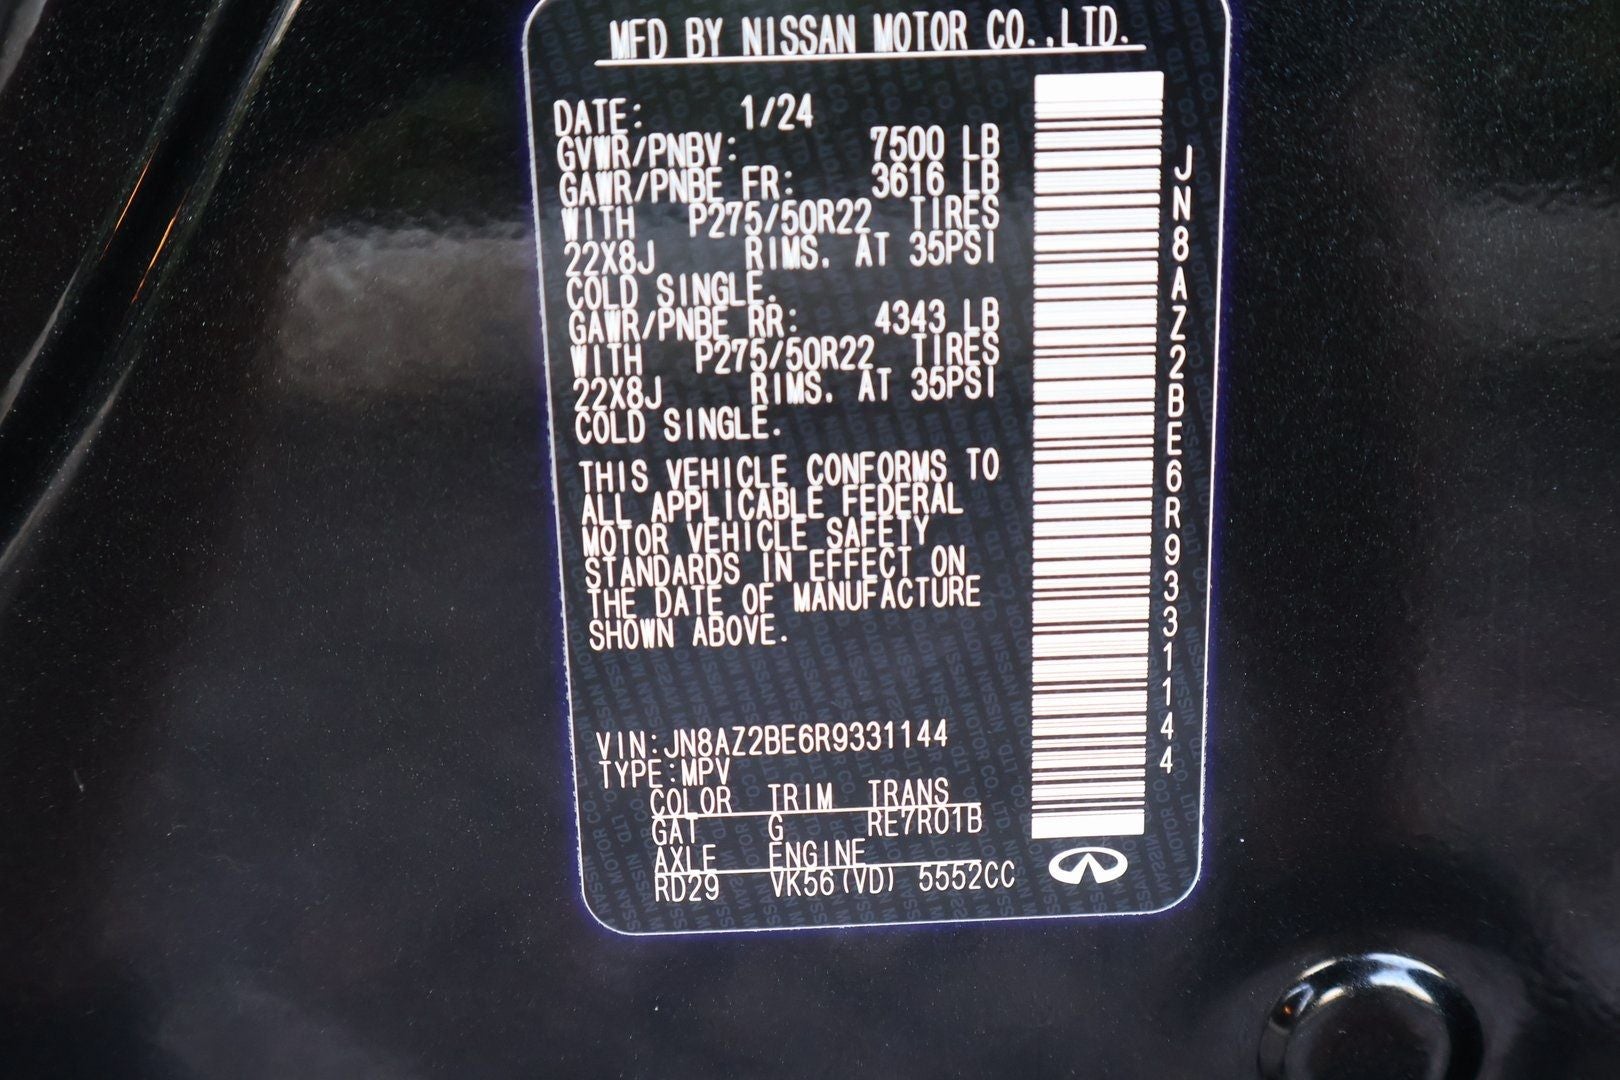 MFD BY NISSAN MOTOR CO.,LTD.
DATE: 1/24
GVWR/PNBV: 7500 LB
GAWR/PNBE FR: 3616 LB
WITH P275/50R22 TIRES
22X8J RIMS. AT 35PSI
COLD SINGLE.
GAWR/PNBE RR: 4343 LB
WITH P275/50R22 TIRES
22X8J RIMS. AT 35PSI
COLD SINGLE.
THIS VEHICLE CONFORMS TO
ALL APPLICABLE FEDERAL
MOTOR VEHICLE SAFETY
STANDARDS IN EFFECT ON
THE DATE OF MANUFACTURE
SHOWN ABOVE.
VIN:JN8AZ2BE6R9331144
TYPE:MPV
COLOR TRIM TRANS
GAT G RE7R01B
AXLE ENGINE
RD29 VK56(VD) 5552CC
JN8AZ2BE6R9331144